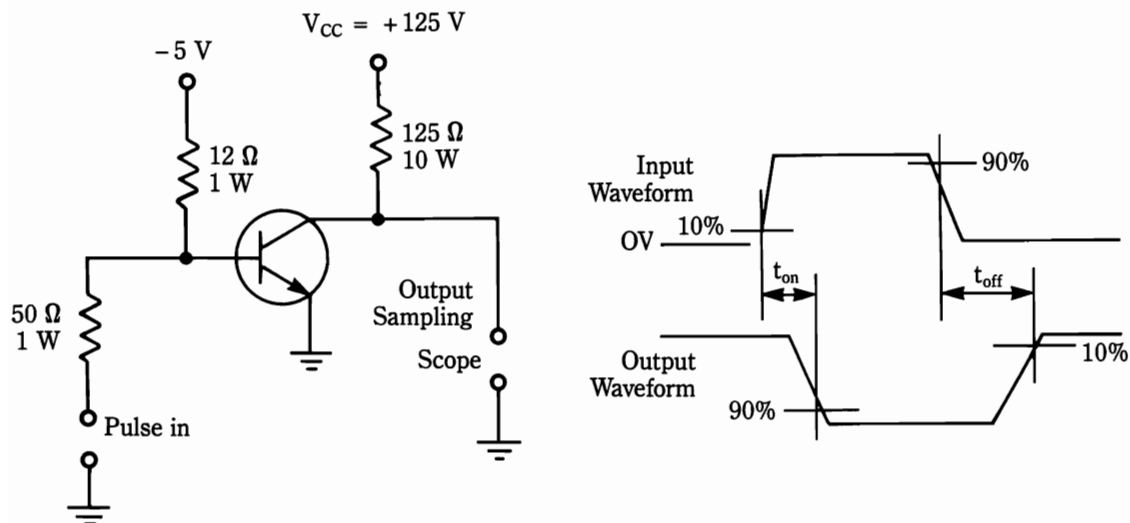 V_CC = +125 V
–5 V
12 Ω
1 W
125 Ω
10 W
50 Ω
1 W
Pulse in
Output
Sampling
Scope
Input
Waveform
90%
10%
OV
t_on
t_off
Output
Waveform
10%
90%